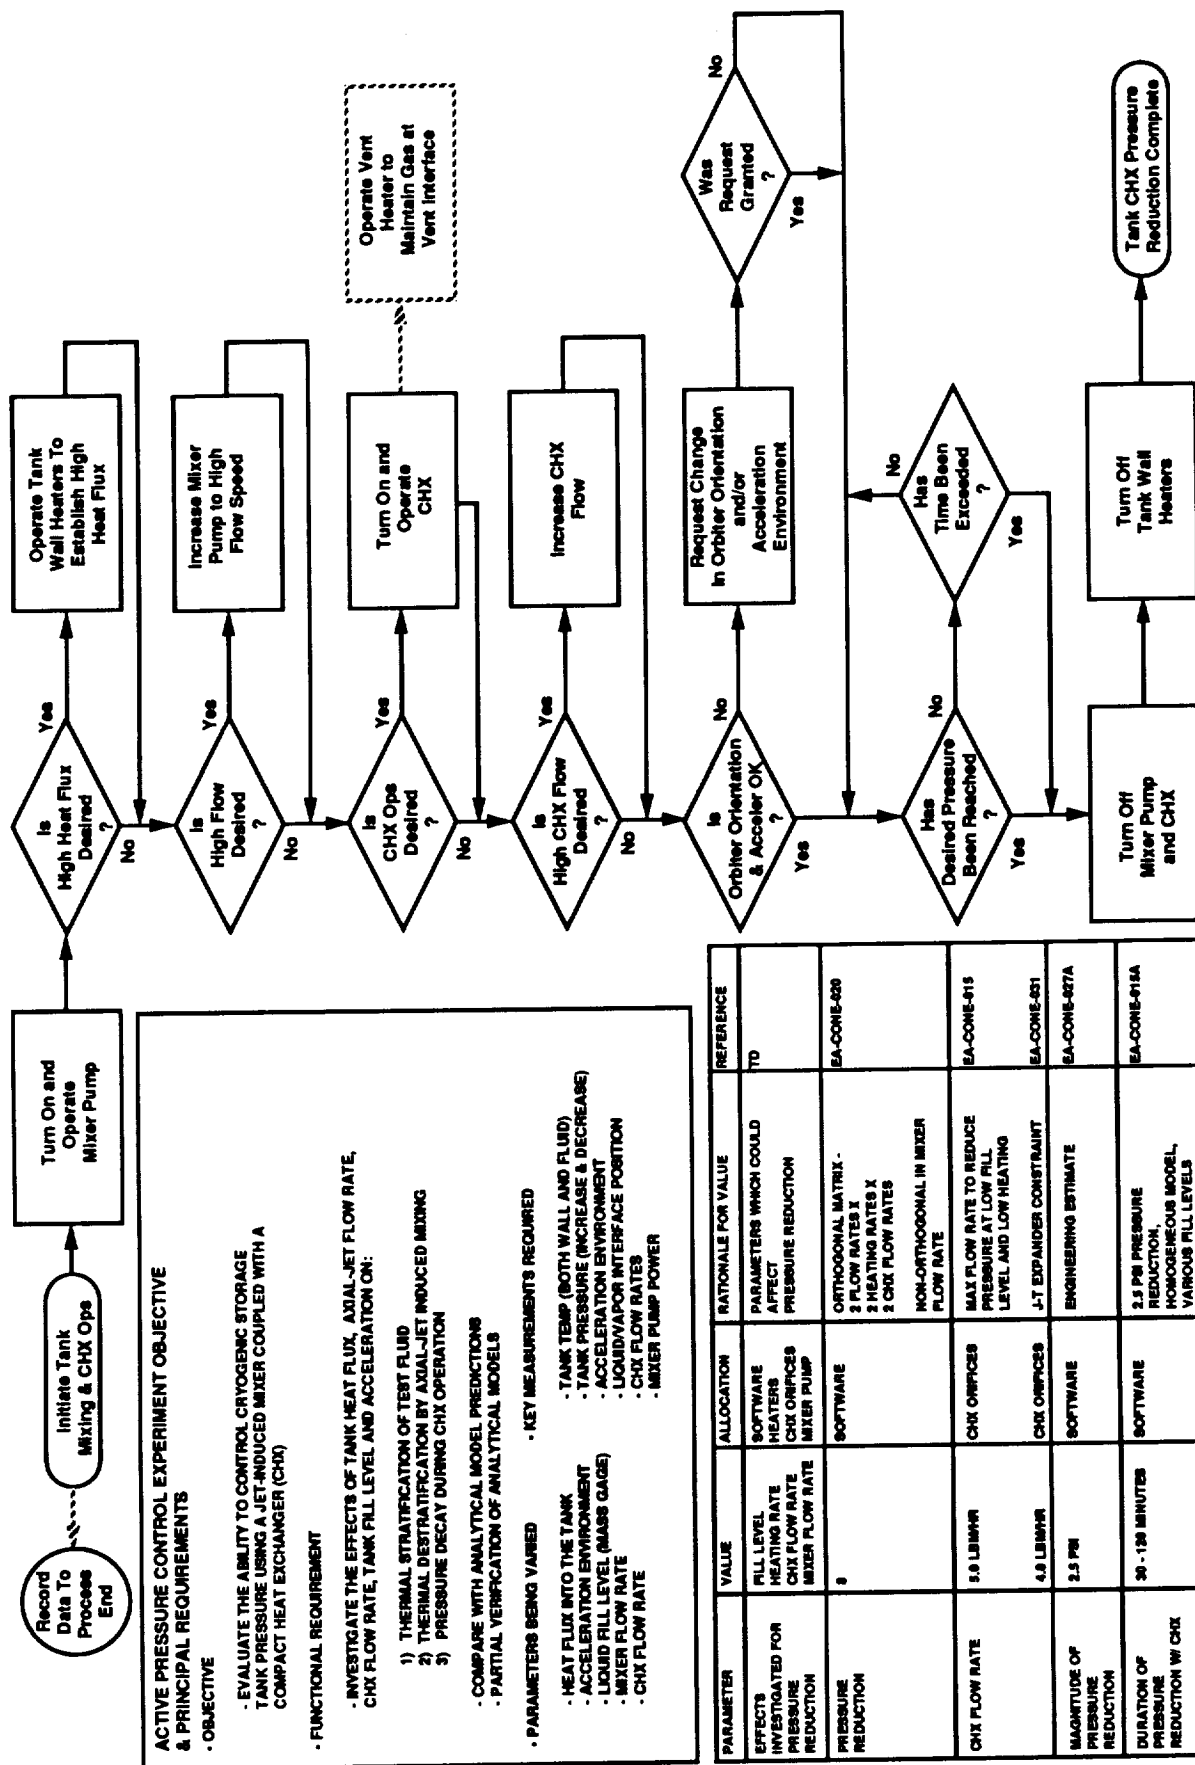 Record
Data To
Process
End
Initiate Tank
Mixing & CHX Ops
Turn On and
Operate
Mixer Pump
Is
High Heat Flux
Desired
?
Yes
No
Operate Tank
Wall Heaters To
Establish High
Heat Flux
Is
High Flow
Desired
?
Yes
No
Increase Mixer
Pump to High
Flow Speed
Is
CHX Ops
Desired
?
Yes
No
Turn On and
Operate
CHX
Operate Vent
Heater to
Maintain Gas at
Vent Interface
Is
High CHX Flow
Desired
?
Yes
No
Increase CHX
Flow
Is
Orbiter Orientation
& Acceler OK
?
No
Yes
Request Change
In Orbiter Orientation
and/or
Acceleration
Environment
Was
Request
Granted
?
No
Yes
Has
Desired Pressure
Been Reached
?
No
Yes
Has
Time Been
Exceeded
?
No
Yes
Turn Off
Mixer Pump
and CHX
Turn Off
Tank Wall
Heaters
Tank CHX Pressure
Reduction Complete
ACTIVE PRESSURE CONTROL EXPERIMENT OBJECTIVE
& PRINCIPAL REQUIREMENTS
· OBJECTIVE
- EVALUATE THE ABILITY TO CONTROL CRYOGENIC STORAGE
TANK PRESSURE USING A JET-INDUCED MIXER COUPLED WITH A
COMPACT HEAT EXCHANGER (CHX)
· FUNCTIONAL REQUIREMENT
- INVESTIGATE THE EFFECTS OF TANK HEAT FLUX, AXIAL-JET FLOW RATE,
CHX FLOW RATE, TANK FILL LEVEL AND ACCELERATION ON:
1) THERMAL STRATIFICATION OF TEST FLUID
2) THERMAL DESTRATIFICATION BY AXIAL-JET INDUCED MIXING
3) PRESSURE DECAY DURING CHX OPERATION
- COMPARE WITH ANALYTICAL MODEL PREDICTIONS
- PARTIAL VERIFICATION OF ANALYTICAL MODELS
· PARAMETERS BEING VARIED
- HEAT FLUX INTO THE TANK
- ACCELERATION ENVIRONMENT
- LIQUID FILL LEVEL (MASS GAGE)
- MIXER FLOW RATE
- CHX FLOW RATE
· KEY MEASUREMENTS REQUIRED
- TANK TEMP (BOTH WALL AND FLUID)
- TANK PRESSURE (INCREASE & DECREASE)
- ACCELERATION ENVIRONMENT
- LIQUID/VAPOR INTERFACE POSITION
- CHX FLOW RATES
- MIXER PUMP POWER
PARAMETER VALUE ALLOCATION RATIONALE FOR VALUE REFERENCE
EFFECTS FILL LEVEL SOFTWARE PARAMETERS WHICH COULD TD
INVESTIGATED FOR HEATING RATE HEATERS AFFECT
PRESSURE CHX FLOW RATE CHX ORIFICES PRESSURE REDUCTION
REDUCTION MIXER FLOW RATE MIXER PUMP
PRESSURE 8 SOFTWARE ORTHOGONAL MATRIX - EA-CONE-020
REDUCTION 2 FLOW RATES X
2 HEATING RATES X
2 CHX FLOW RATES
NON-ORTHOGONAL IN MIXER
FLOW RATE
CHX FLOW RATE 5.0 LBM/HR CHX ORIFICES MAX FLOW RATE TO REDUCE EA-CONE-015
PRESSURE AT LOW FILL
LEVEL AND LOW HEATING
4.0 LBM/HR CHX ORIFICES J-T EXPANDER CONSTRAINT EA-CONE-031
MAGNITUDE OF 2.5 PSI SOFTWARE ENGINEERING ESTIMATE EA-CONE-027A
PRESSURE
REDUCTION
DURATION OF 30 - 130 MINUTES SOFTWARE 2.5 PSI PRESSURE EA-CONE-015A
PRESSURE REDUCTION,
REDUCTION W/ CHX HOMOGENEOUS MODEL,
VARIOUS FILL LEVELS